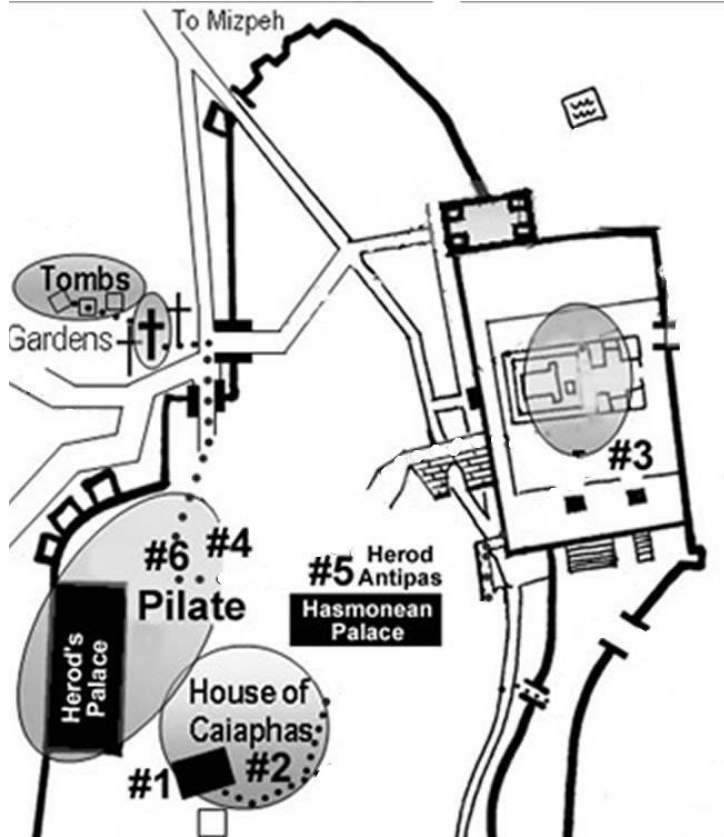 To Mizpeh
Tombs
Gardens
#3
#6 #4
Pilate
#5 Herod
Antipas
Hasmonean
Palace
Herod's
Palace
House of
Caiaphas
#1 #2